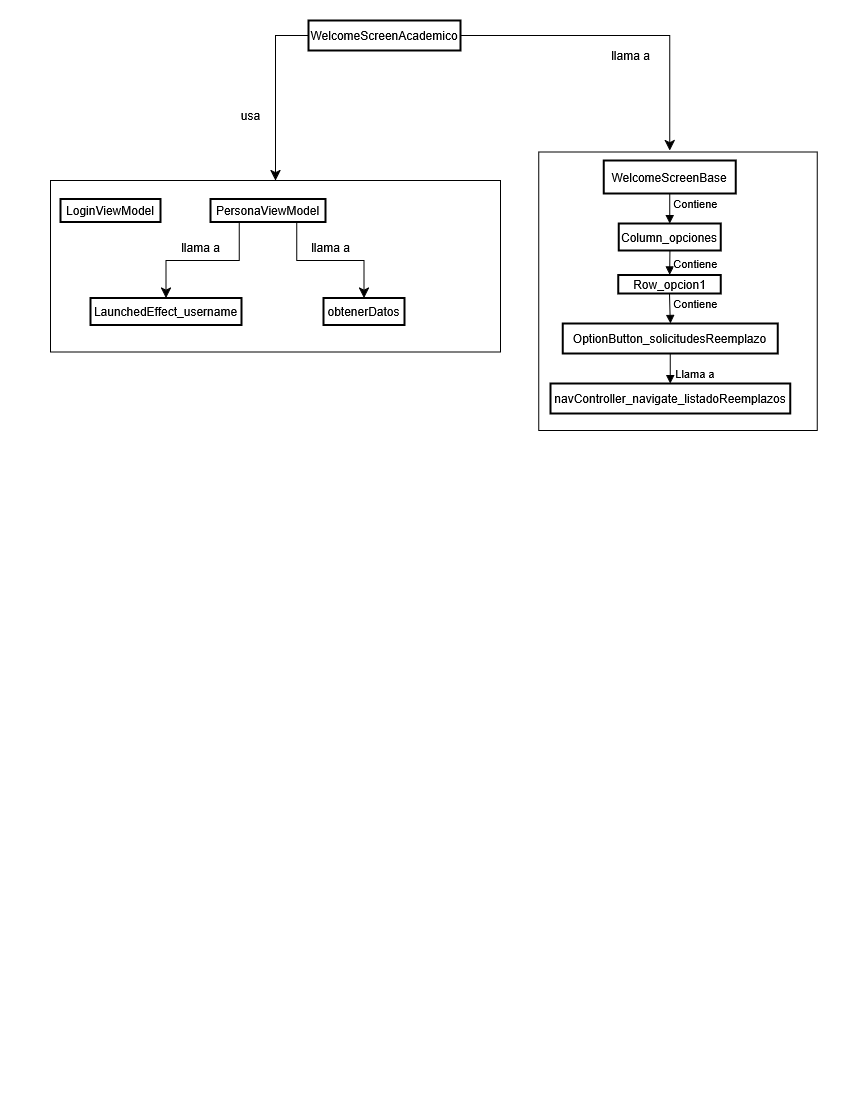 WelcomeScreenAcademico
llama a
usa
WelcomeScreenBase
Contiene
LoginViewModel
PersonaViewModel
Column_opciones
llama a
llama a
Contiene
Row_opcion1
Contiene
LaunchedEffect_username
obtenerDatos
OptionButton_solicitudesReemplazo
Llama a
navController_navigate_listadoReemplazos